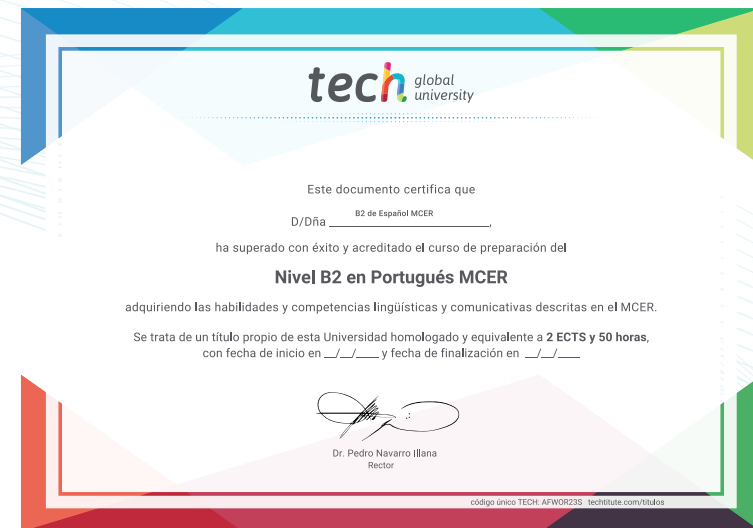 tech global university
Este documento certifica que
D/Dña B2 de Español MCER,
ha superado con éxito y acreditado el curso de preparación del
Nivel B2 en Portugués MCER
adquiriendo las habilidades y competencias lingüísticas y comunicativas descritas en el MCER.
Se trata de un título propio de esta Universidad homologado y equivalente a 2 ECTS y 50 horas,
con fecha de inicio en __/__/____ y fecha de finalización en __/__/____
Dr. Pedro Navarro Illana
Rector
código único TECH: AFWOR23S techtitute.com/titulos